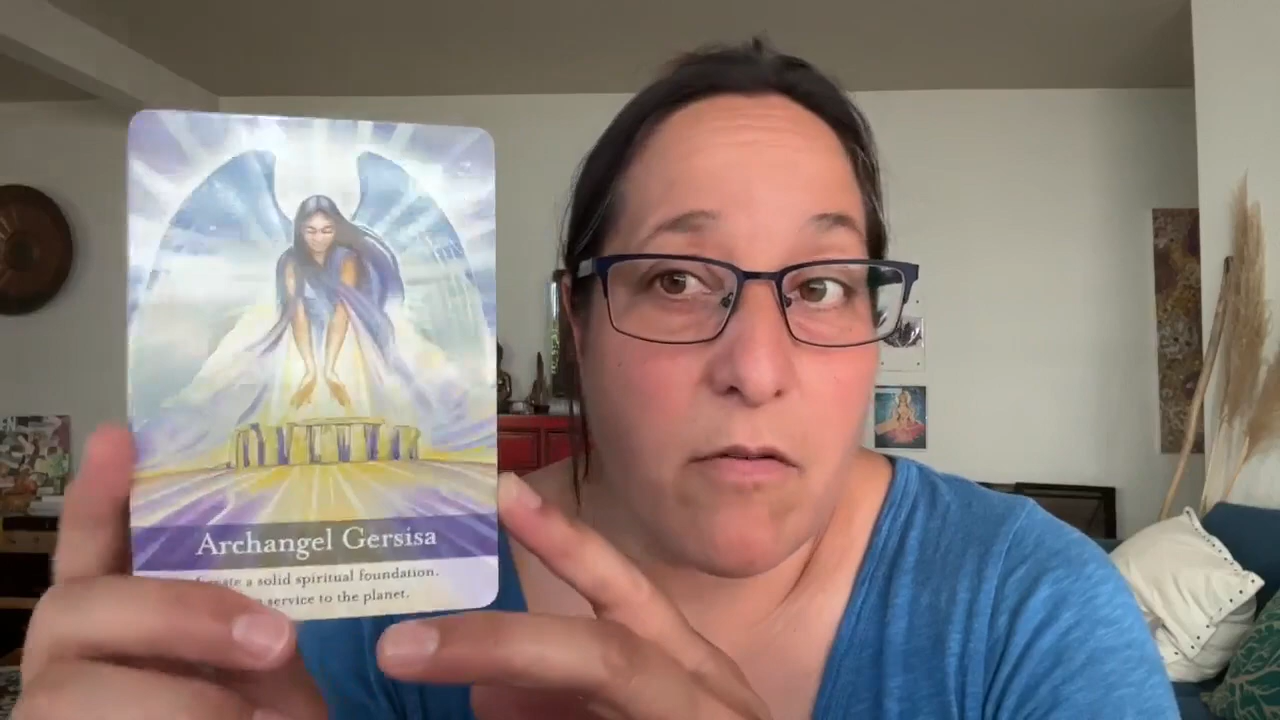 Archangel Gersisa
a solid spiritual foundation.
service to the planet.